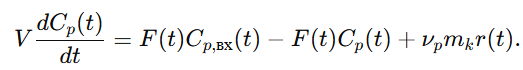 V dC_p(t)/dt = F(t)C_{p,вх}(t) − F(t)C_p(t) + ν_p m_k r(t).